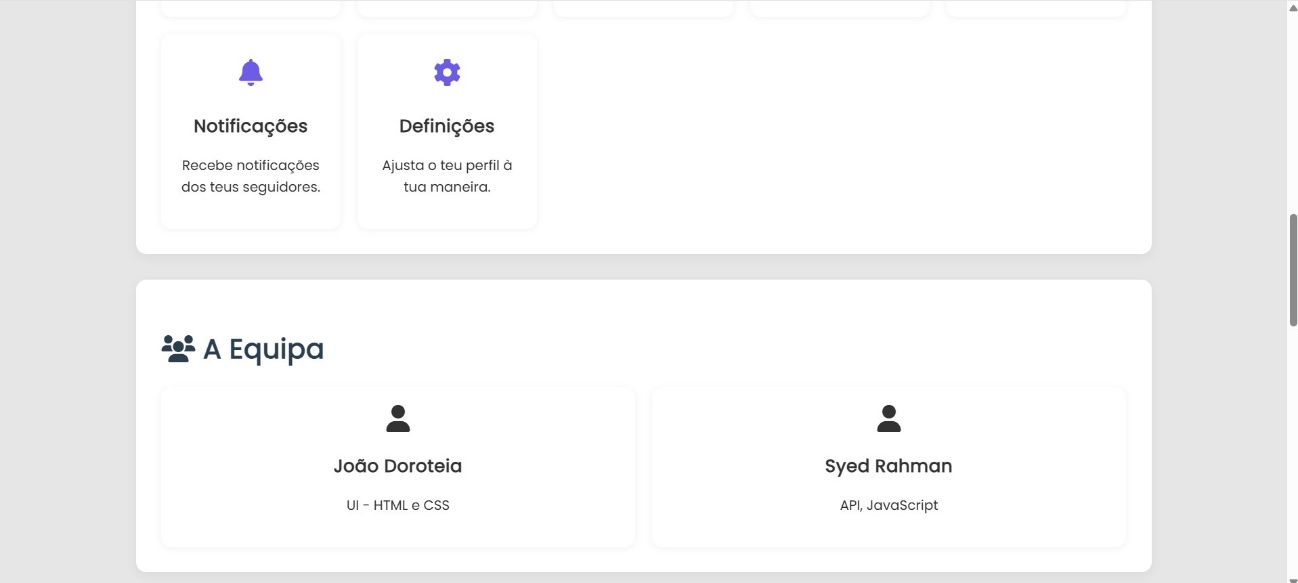 Notificações
Recebe notificações
dos teus seguidores.
Definições
Ajusta o teu perfil à
tua maneira.
A Equipa
João Doroteia
UI - HTML e CSS
Syed Rahman
API, JavaScript